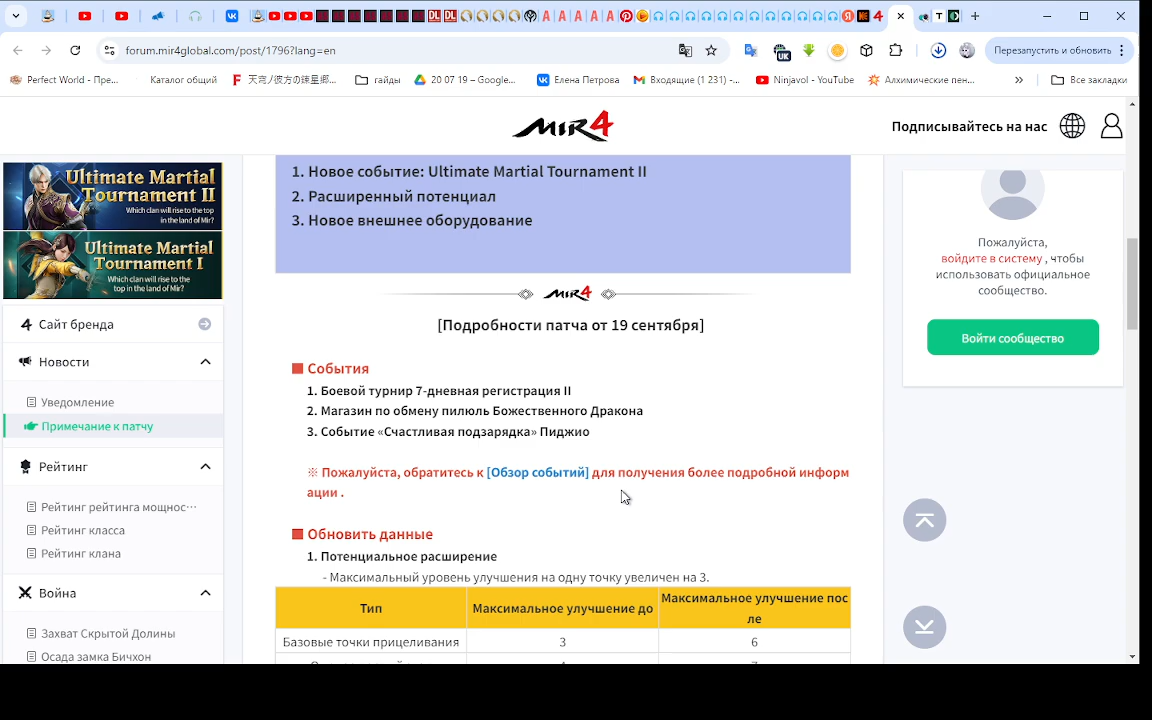 forum.mir4global.com/post/1796?lang=en
Перезапустить и обновить
Perfect World - Пре...
Каталог общий
гайды
20 07 19 – Google...
Елена Петрова
Входящие (1 231) -...
Ninjavol - YouTube
Алхимические пен...
»
Все закладки
MIR4
Подписывайтесь на нас
Ultimate Martial
Tournament II
Which clan will rise to the top
in the land of Mir?
Ultimate Martial
Tournament I
Which clan will rise to the
top in the land of Mir?
Сайт бренда
Новости
Уведомление
Примечание к патчу
Рейтинг
Рейтинг рейтинга мощнос···
Рейтинг класса
Рейтинг клана
Война
Захват Скрытой Долины
Осада замка Бичхон
1. Новое событие: Ultimate Martial Tournament II
2. Расширенный потенциал
3. Новое внешнее оборудование
MIR4
[Подробности патча от 19 сентября]
События
1. Боевой турнир 7-дневная регистрация II
2. Магазин по обмену пилюль Божественного Дракона
3. Событие «Счастливая подзарядка» Пиджио
※ Пожалуйста, обратитесь к [Обзор событий] для получения более подробной информ
ации .
Обновить данные
1. Потенциальное расширение
- Максимальный уровень улучшения на одну точку увеличен на 3.
Тип Максимальное улучшение до Максимальное улучшение пос
ле
Базовые точки прицеливания 3 6
Пожалуйста,
войдите в систему , чтобы
использовать официальное
сообщество.
Войти сообщество